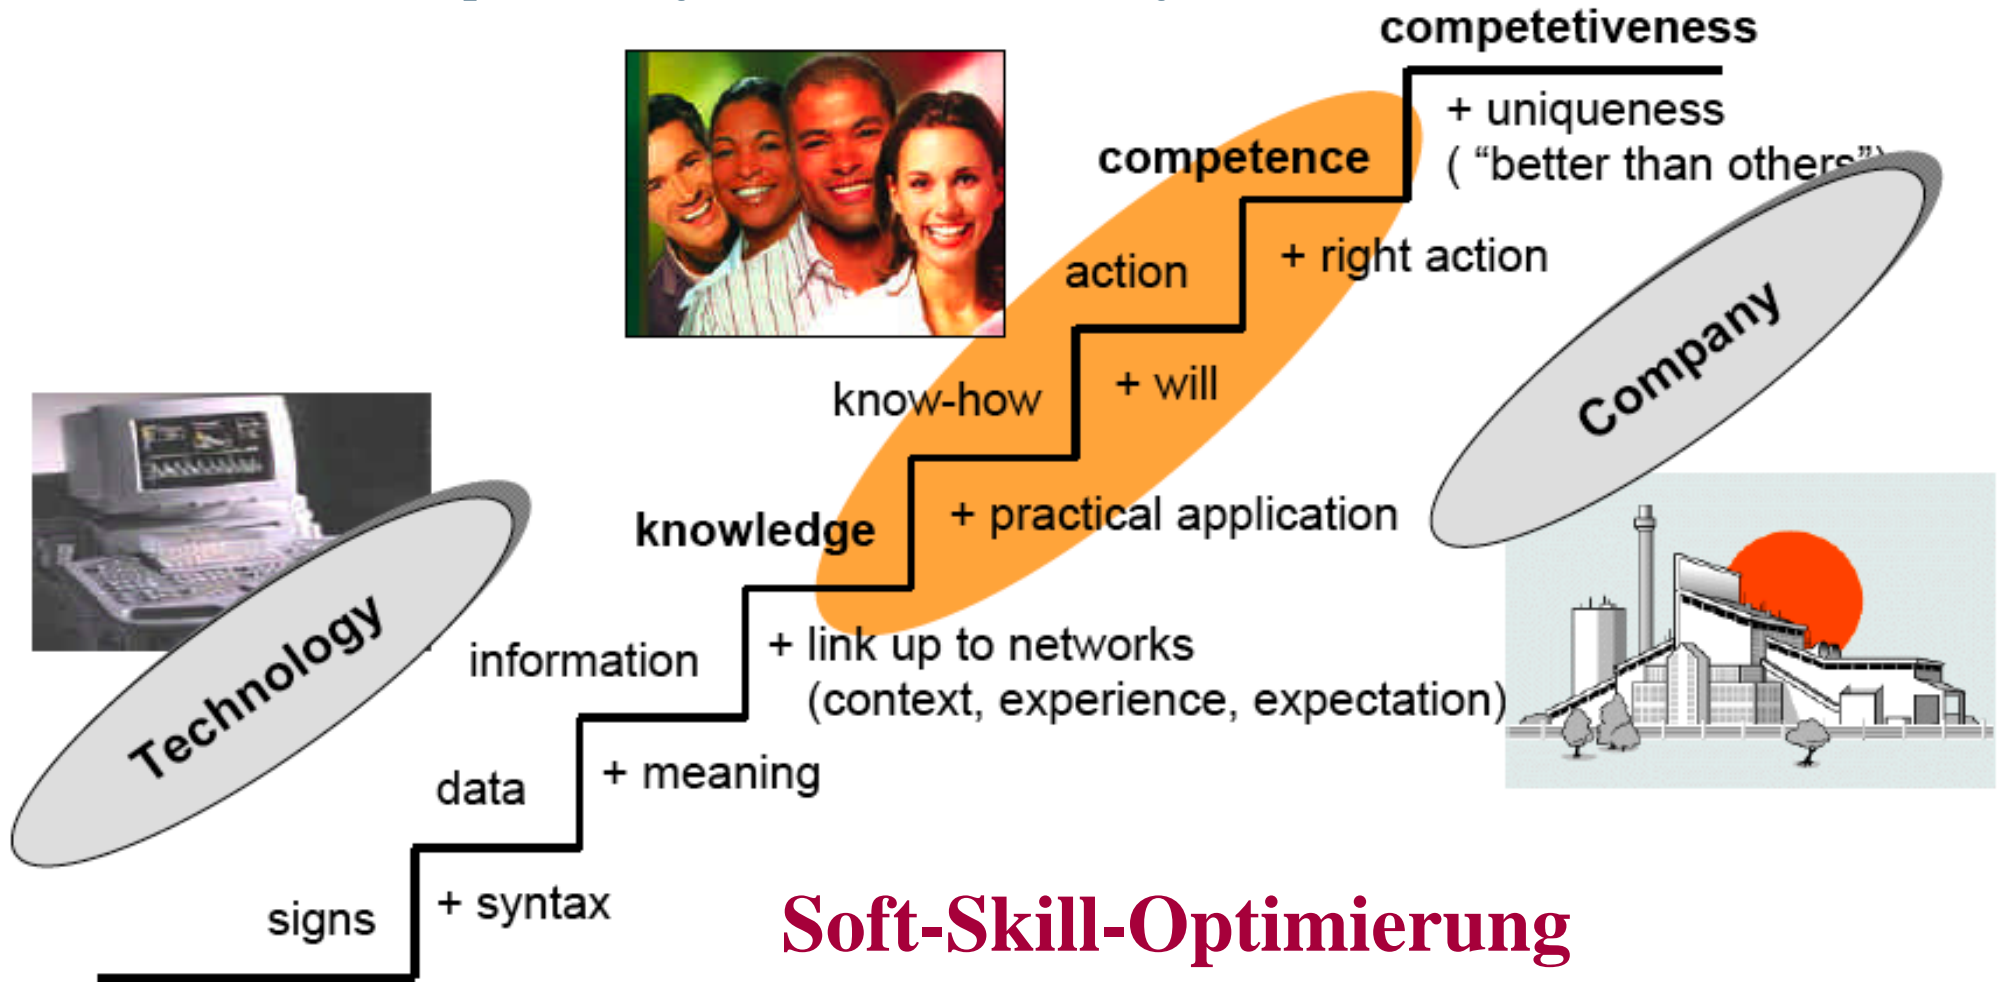 competetiveness
+ uniqueness
( “better than others”)
competence
+ right action
action
+ will
know-how
Company
+ practical application
knowledge
+ link up to networks
(context, experience, expectation)
information
Technology
+ meaning
data
+ syntax
signs
Soft-Skill-Optimierung